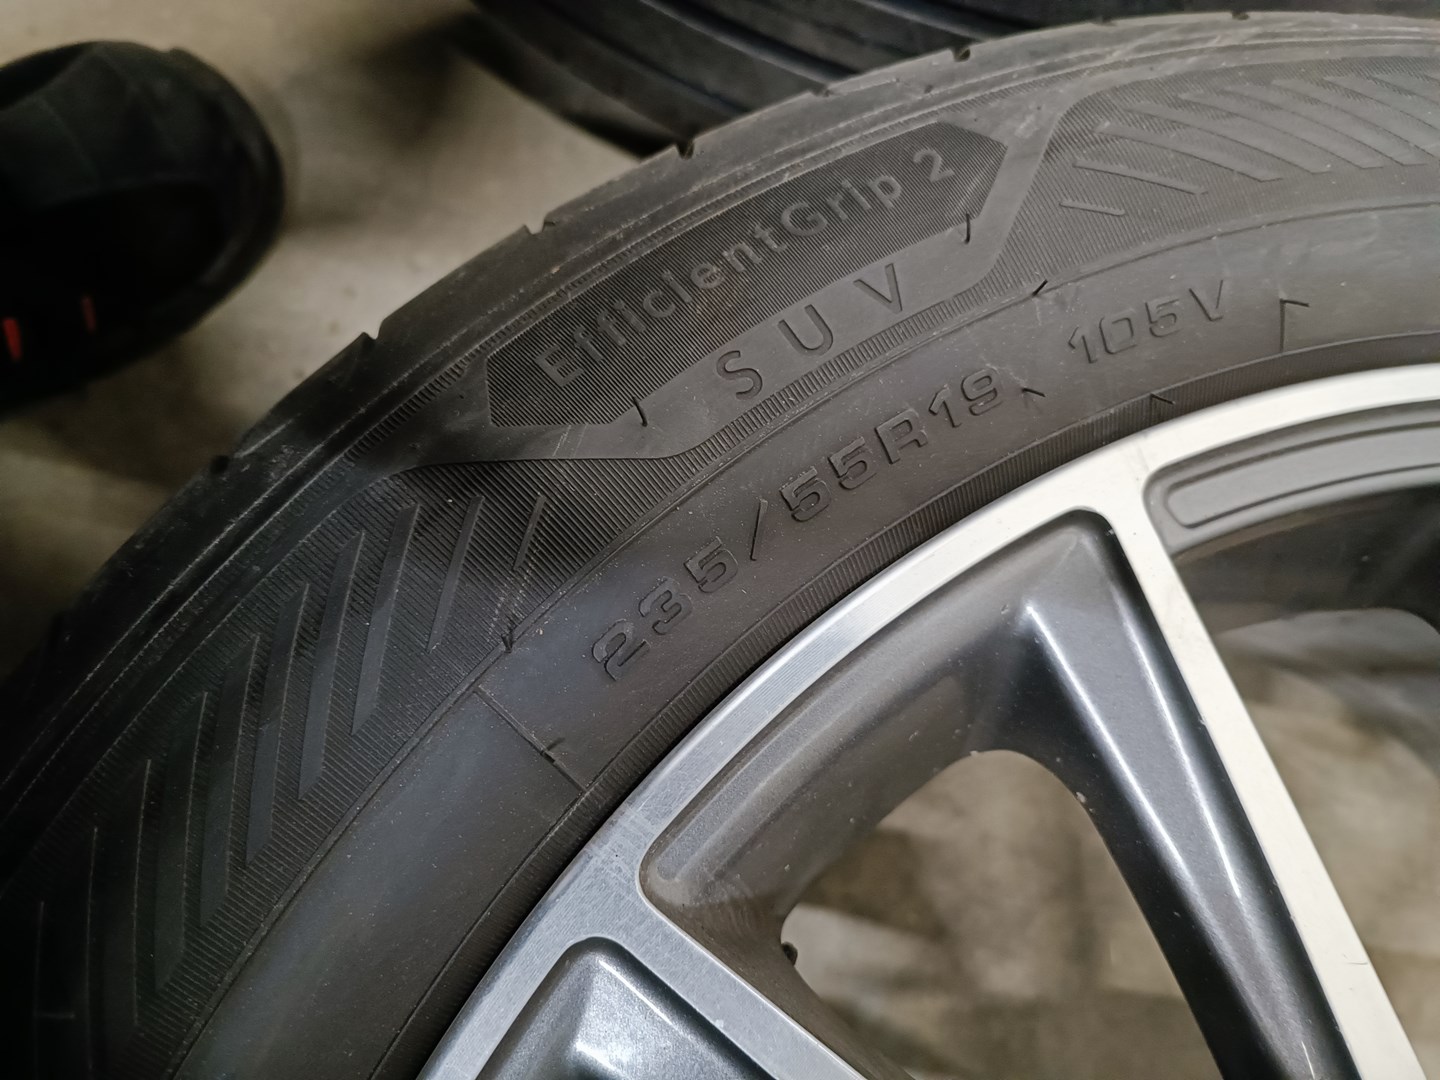 EfficientGrip 2
SUV
235/55R19 105V